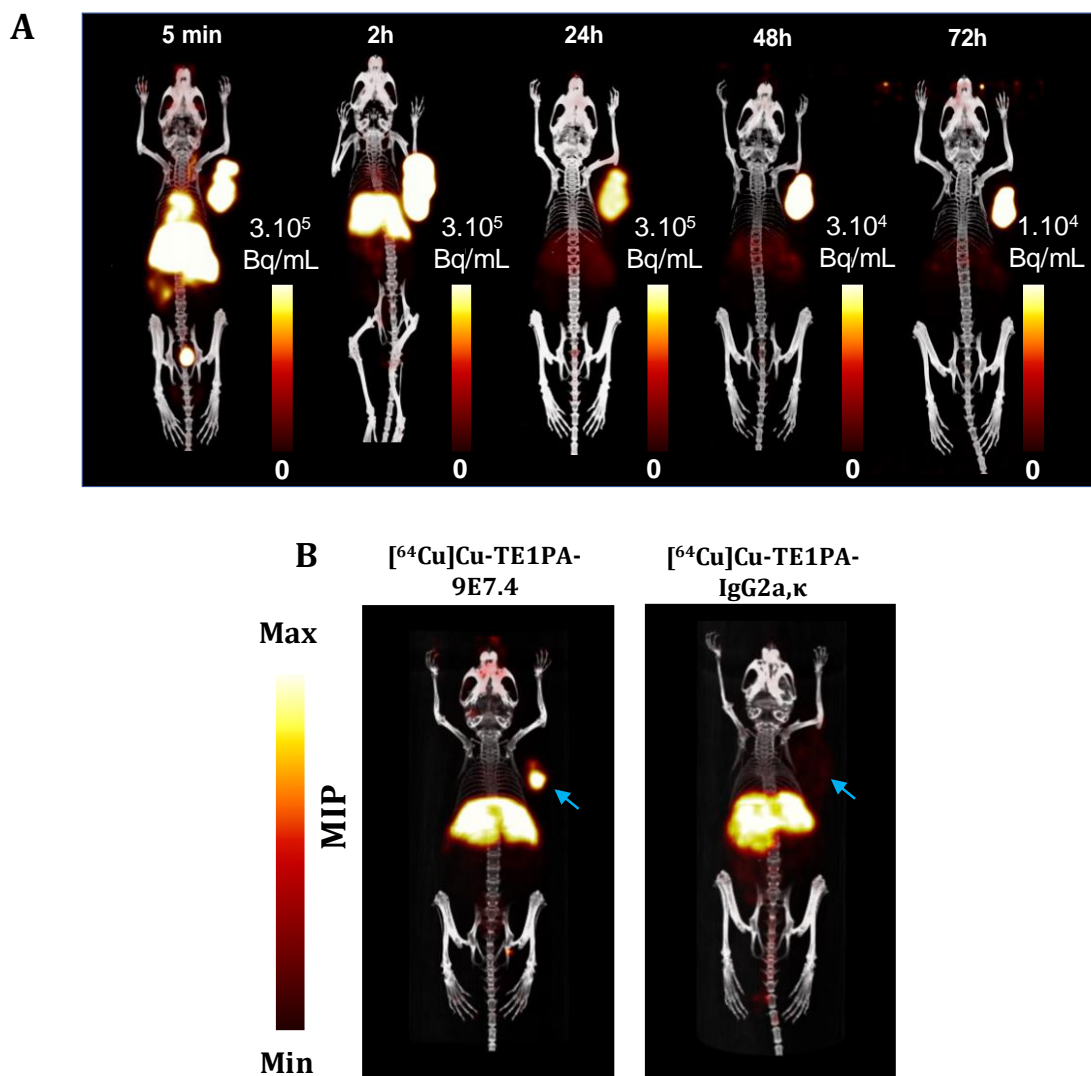 A
5 min 2h 24h 48h 72h
3.10⁵ 3.10⁵ 3.10⁵ 3.10⁴ 1.10⁴
Bq/mL Bq/mL Bq/mL Bq/mL Bq/mL
0 0 0 0 0
B
[⁶⁴Cu]Cu-TE1PA-
9E7.4
[⁶⁴Cu]Cu-TE1PA-
IgG2a,κ
Max
MIP
Min